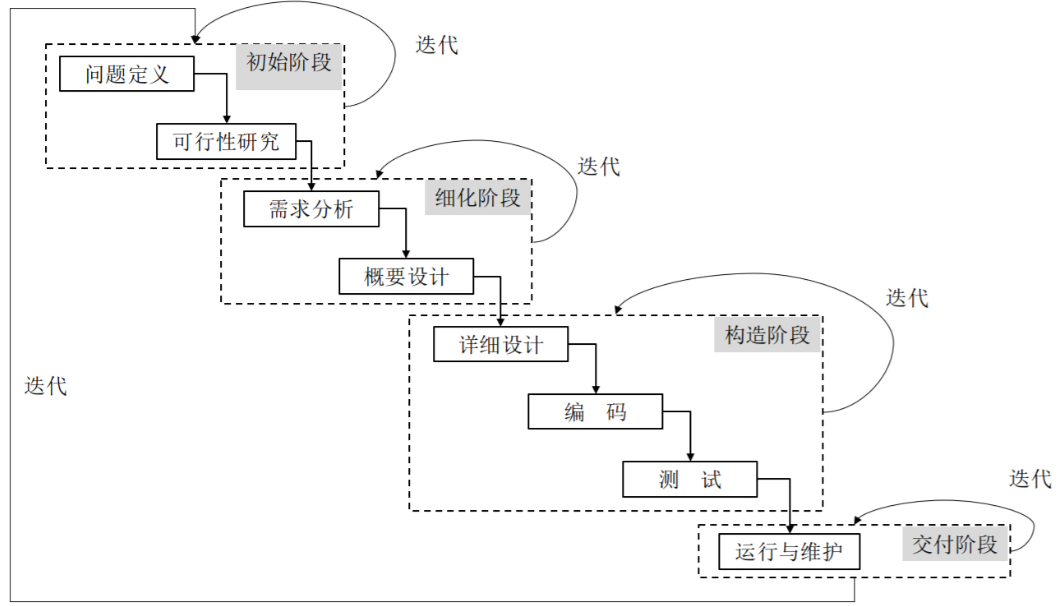 迭代
初始阶段
问题定义
可行性研究
迭代
细化阶段
需求分析
概要设计
迭代
构造阶段
详细设计
迭代
编 码
测 试
迭代
交付阶段
运行与维护